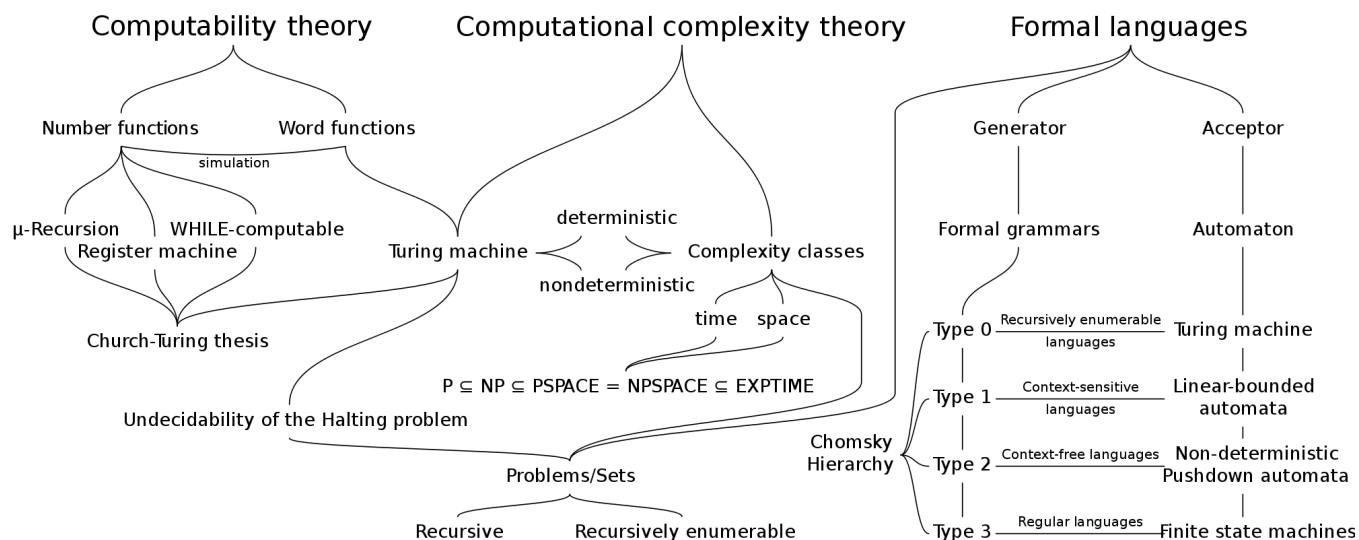 Computability theory
Computational complexity theory
Formal languages
Number functions
Word functions
simulation
Generator
Acceptor
µ-Recursion
WHILE-computable
Register machine
Turing machine
deterministic
nondeterministic
Complexity classes
Formal grammars
Automaton
time
space
Church-Turing thesis
P ⊆ NP ⊆ PSPACE = NPSPACE ⊆ EXPTIME
Undecidability of the Halting problem
Problems/Sets
Recursive
Recursively enumerable
Chomsky
Hierarchy
Type 0
Recursively enumerable
languages
Turing machine
Type 1
Context-sensitive
languages
Linear-bounded
automata
Type 2
Context-free languages
Non-deterministic
Pushdown automata
Type 3
Regular languages
Finite state machines